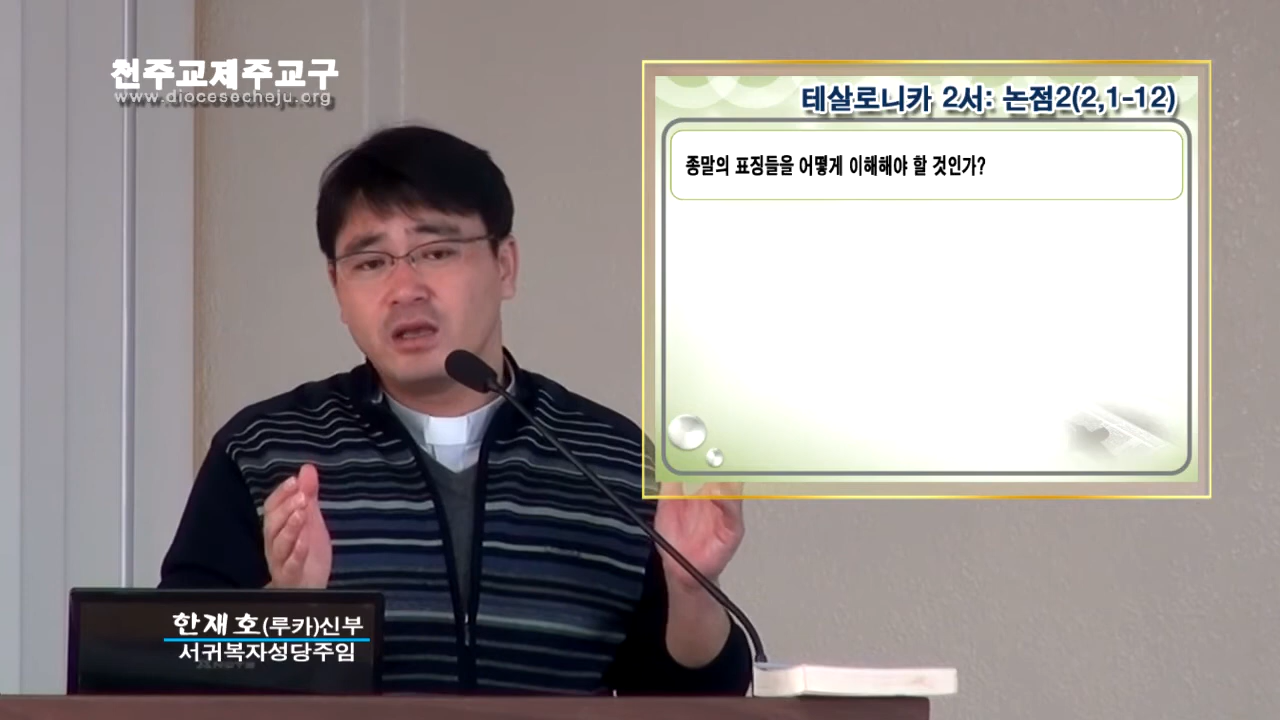 천주교제주교구
www.diocesecheju.org
테살로니카 2서: 논점2(2,1-12)
종말의 표징들을 어떻게 이해해야 할 것인가?
한재호(루카)신부
서귀복자성당주임